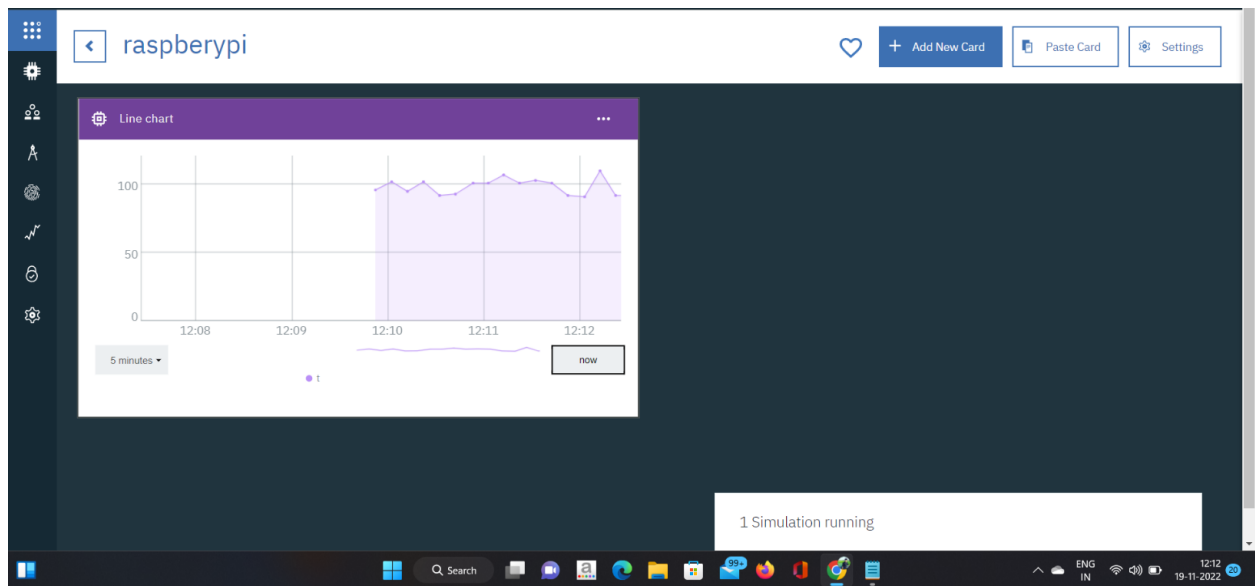 raspberypi
+ Add New Card
Paste Card
Settings
Line chart
100
50
0
12:08 12:09 12:10 12:11 12:12
5 minutes
now
t
1 Simulation running
Search
99+
ENG
IN
12:12
19-11-2022
20